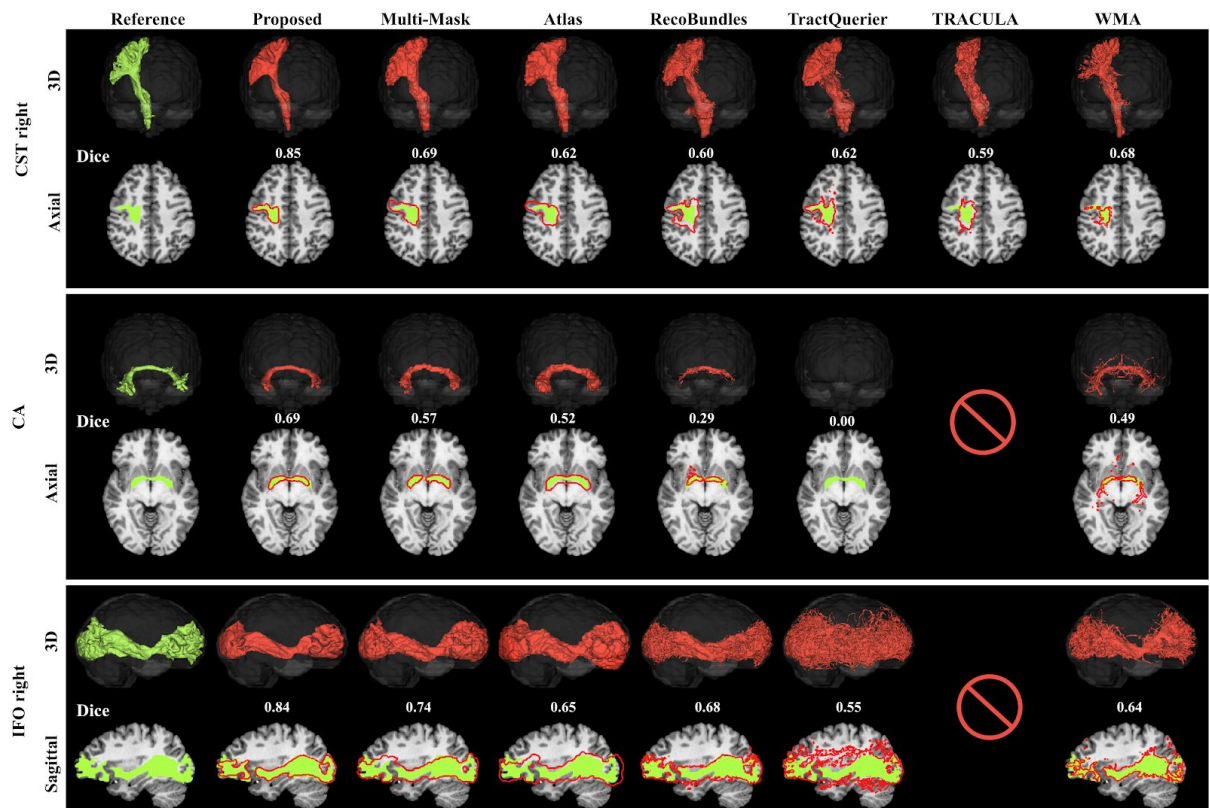 Reference Proposed Multi-Mask Atlas RecoBundles TractQuerier TRACULA WMA
CST right
3D
Dice 0.85 0.69 0.62 0.60 0.62 0.59 0.68
Axial
CA
3D
Dice 0.69 0.57 0.52 0.29 0.00 0.49
Axial
IFO right
3D
Dice 0.84 0.74 0.65 0.68 0.55 0.64
Sagittal